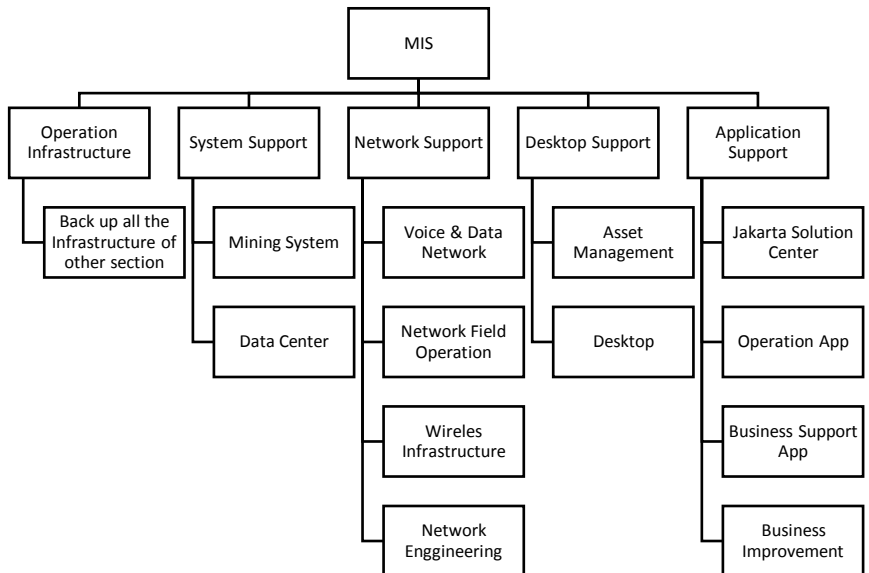 MIS
Operation
Infrastructure
System Support
Network Support
Desktop Support
Application
Support
Back up all the
Infrastructure of
other section
Mining System
Voice & Data
Network
Asset
Management
Jakarta Solution
Center
Data Center
Network Field
Operation
Desktop
Operation App
Wireles
Infrastructure
Business Support
App
Network
Enggineering
Business
Improvement